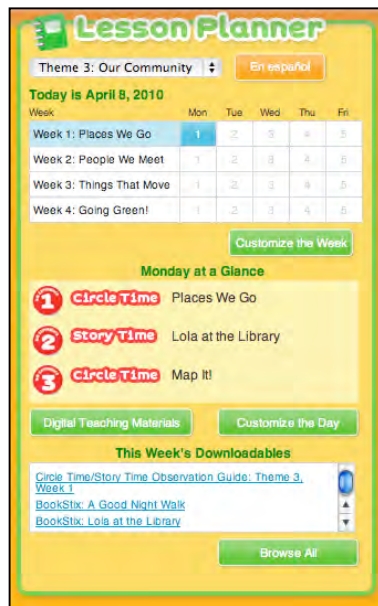 Lesson Planner
Theme 3: Our Community
En español
Today is April 8, 2010
Week Mon Tue Wed Thu Fri
Week 1: Places We Go 1 2 3 4 5
Week 2: People We Meet 1 2 3 4 5
Week 3: Things That Move 1 2 3 4 5
Week 4: Going Green! 1 2 3 4 5
Customize the Week
Monday at a Glance
1 Circle Time Places We Go
2 Story Time Lola at the Library
3 Circle Time Map It!
Digital Teaching Materials Customize the Day
This Week's Downloadables
Circle Time/Story Time Observation Guide: Theme 3,
Week 1
BookStix: A Good Night Walk
BookStix: Lola at the Library
Browse All